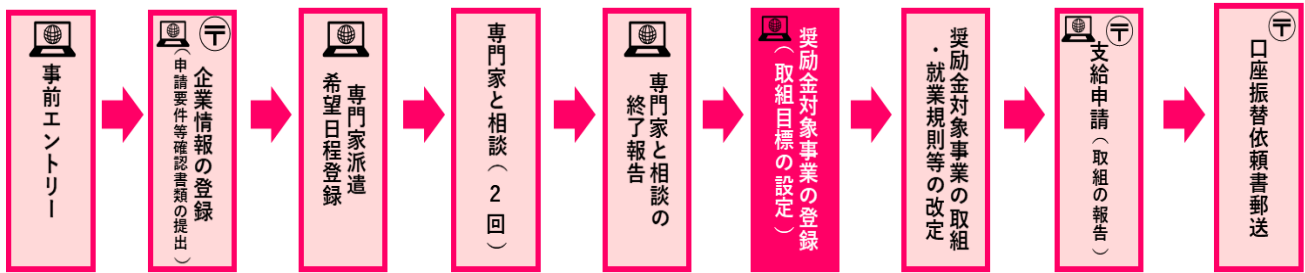 事前エントリー
〒
企業情報の登録
（申請要件等確認書類の提出）
専門家派遣
希望日程登録
専門家と相談（2回）
専門家と相談の
終了報告
奨励金対象事業の登録
（取組目標の設定）
奨励金対象事業の取組
・就業規則等の改定
〒
支給申請（取組の報告）
〒
口座振替依頼書郵送